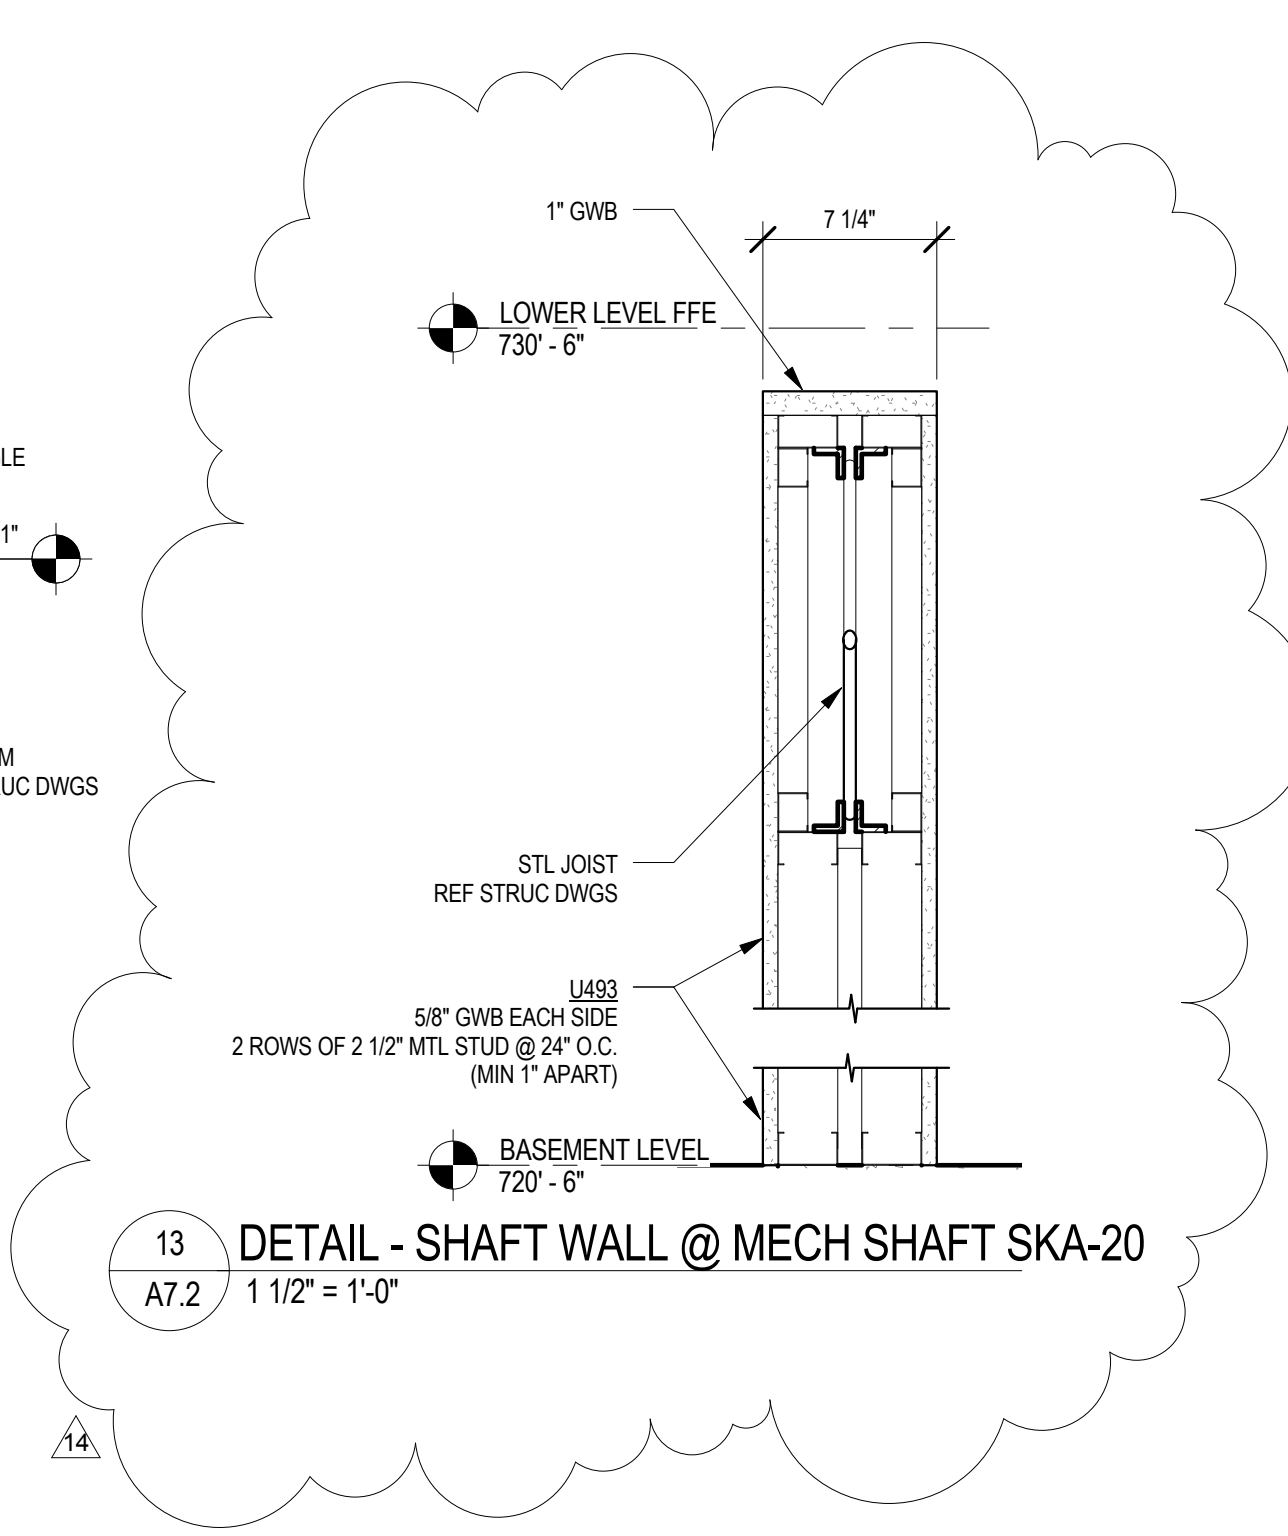 1" GWB
7 1/4"
LOWER LEVEL FFE
730' - 6"
LE
1"
M
UC DWGS
STL JOIST
REF STRUC DWGS
U493
5/8" GWB EACH SIDE
2 ROWS OF 2 1/2" MTL STUD @ 24" O.C.
(MIN 1" APART)
BASEMENT LEVEL
720' - 6"
13
DETAIL - SHAFT WALL @ MECH SHAFT SKA-20
A7.2
1 1/2" = 1'-0"
14